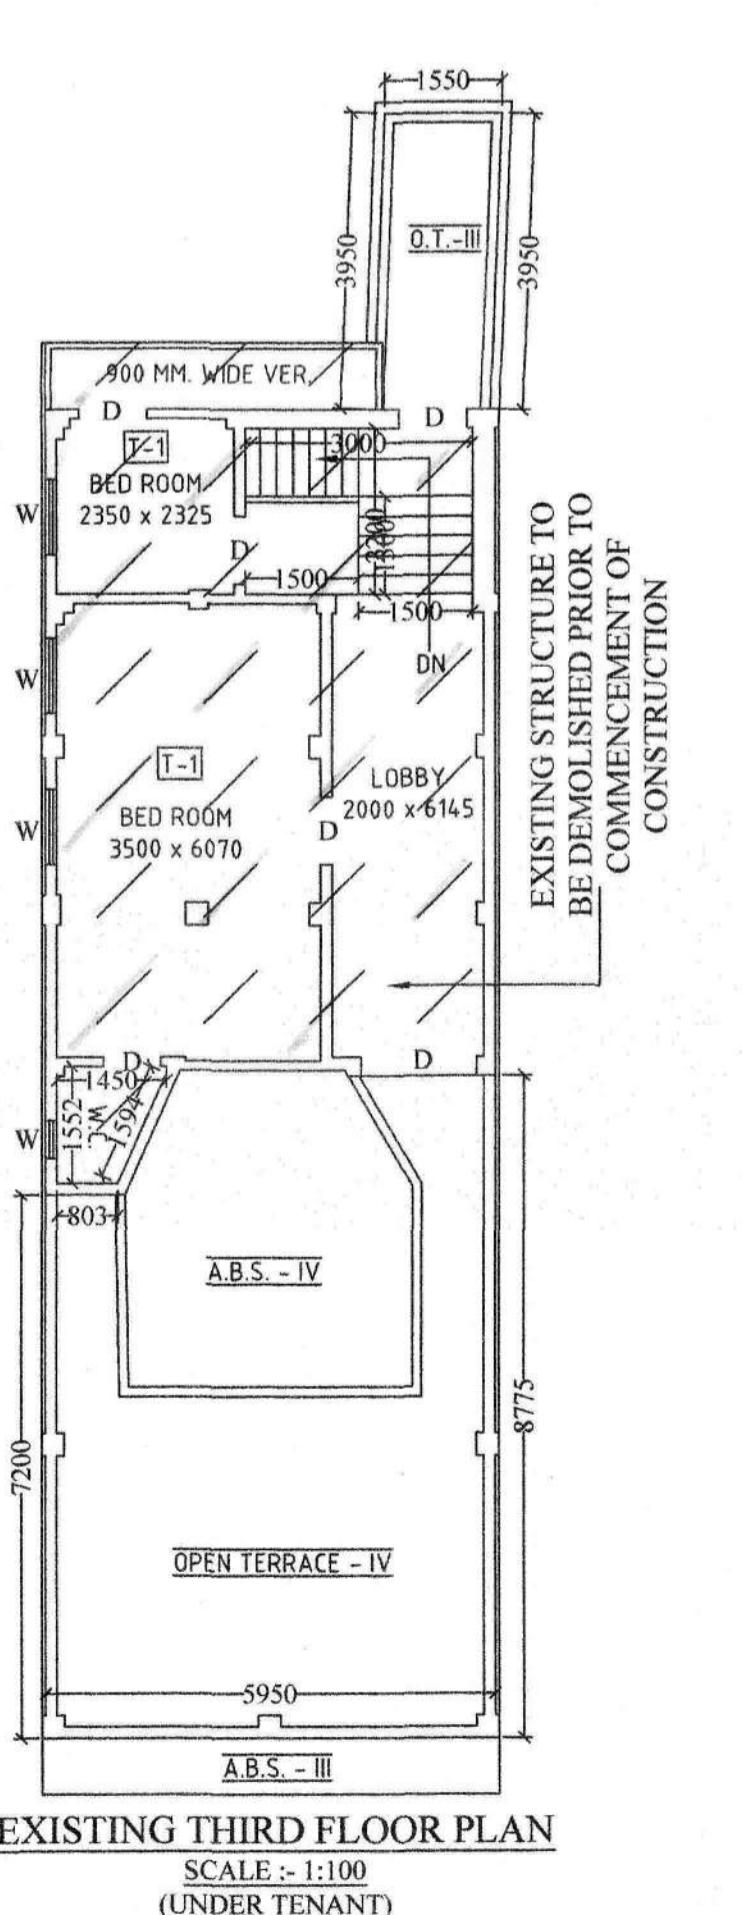 1550
3950
O.T.-III
3950
900 MM. WIDE VER.
D
D
T-1
3000
BED ROOM
2350 x 2325
W
D
1500
1500
DN
W
T-1
LOBBY
2000 x 6145
BED ROOM
3500 x 6070
W
D
EXISTING STRUCTURE TO
BE DEMOLISHED PRIOR TO
COMMENCEMENT OF
CONSTRUCTION
D
D
1450
1552
W.C.
1594
W
803
A.B.S. - IV
7200
8775
OPEN TERRACE - IV
5950
A.B.S. - III
EXISTING THIRD FLOOR PLAN
SCALE :- 1:100
(UNDER TENANT)